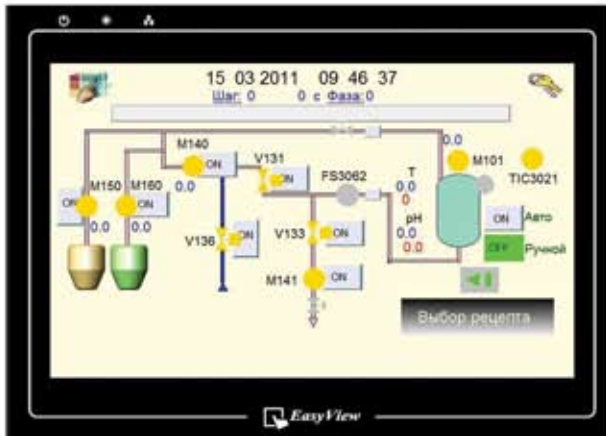 15 03 2011 09 46 37
Шаг: 0 0 с Фаза: 0
M140
ON
0.0
V131
ON
FS3062
T
0.0
0
0.0
M101
TIC3021
M150
ON
0.0
M160
ON
0.0
V136
ON
V133
ON
pH
0.0
0.0
ON
Авто
OFF
Ручной
M141
ON
Выбор рецепта
EasyView